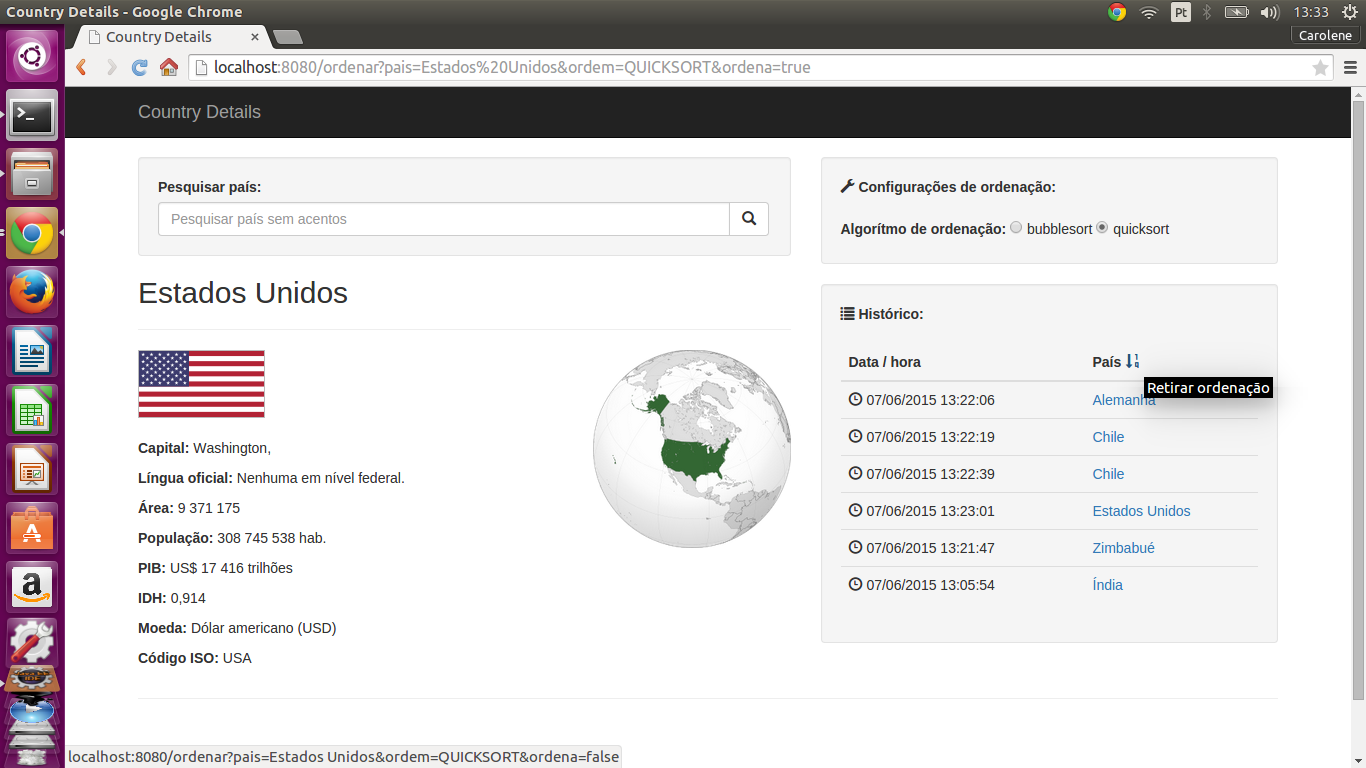 Country Details - Google Chrome
Pt
13:33
Country Details
Carolene
localhost:8080/ordenar?pais=Estados%20Unidos&ordem=QUICKSORT&ordena=true
Country Details
Pesquisar país:
Pesquisar país sem acentos
Configurações de ordenação:
Algorítmo de ordenação: bubblesort quicksort
Estados Unidos
Capital: Washington,
Língua oficial: Nenhuma em nível federal.
Área: 9 371 175
População: 308 745 538 hab.
PIB: US$ 17 416 trilhões
IDH: 0,914
Moeda: Dólar americano (USD)
Código ISO: USA
Histórico:
Data / hora País
Retirar ordenação
07/06/2015 13:22:06 Alemanha
07/06/2015 13:22:19 Chile
07/06/2015 13:22:39 Chile
07/06/2015 13:23:01 Estados Unidos
07/06/2015 13:21:47 Zimbabué
07/06/2015 13:05:54 Índia
localhost:8080/ordenar?pais=Estados Unidos&ordem=QUICKSORT&ordena=false